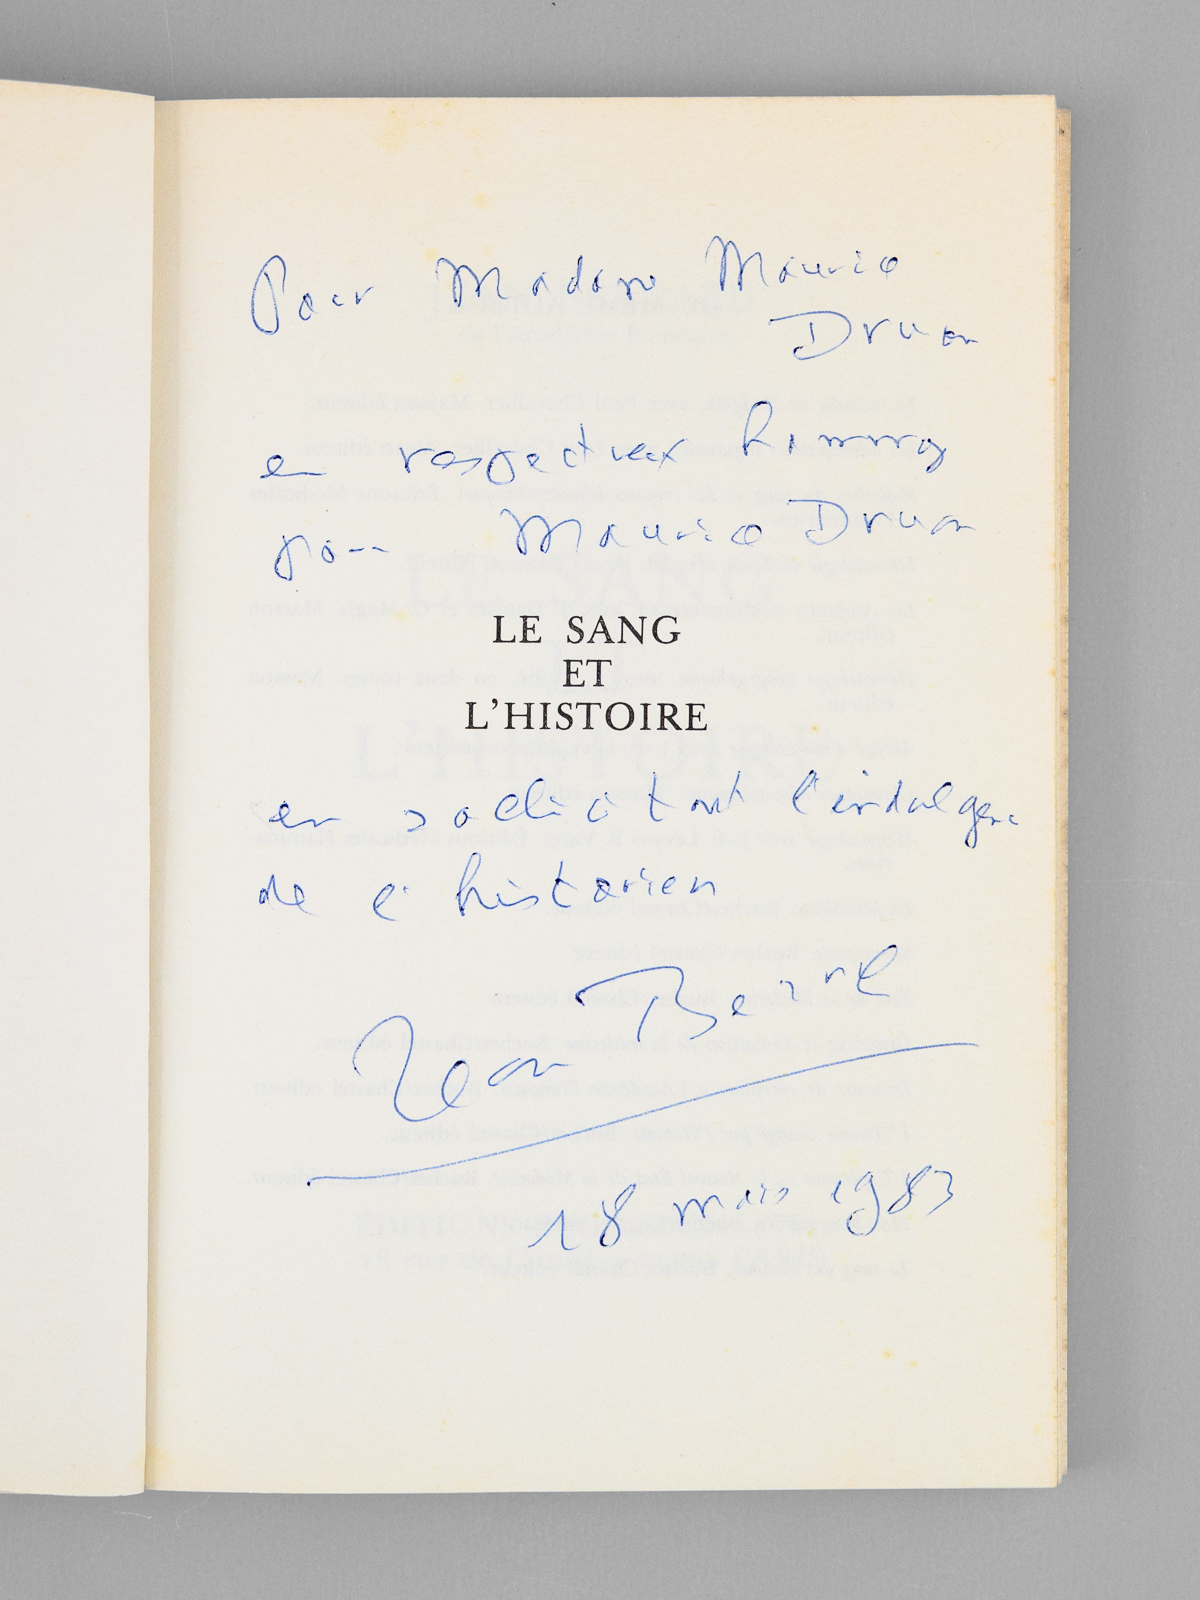 Pour Madame Maurice
Druon
en respectueux hommage
pour Maurice Druon
LE SANG
ET
L'HISTOIRE
en sollicitant l'indulgence
de l'historien
Jean Bernard
18 mars 1983